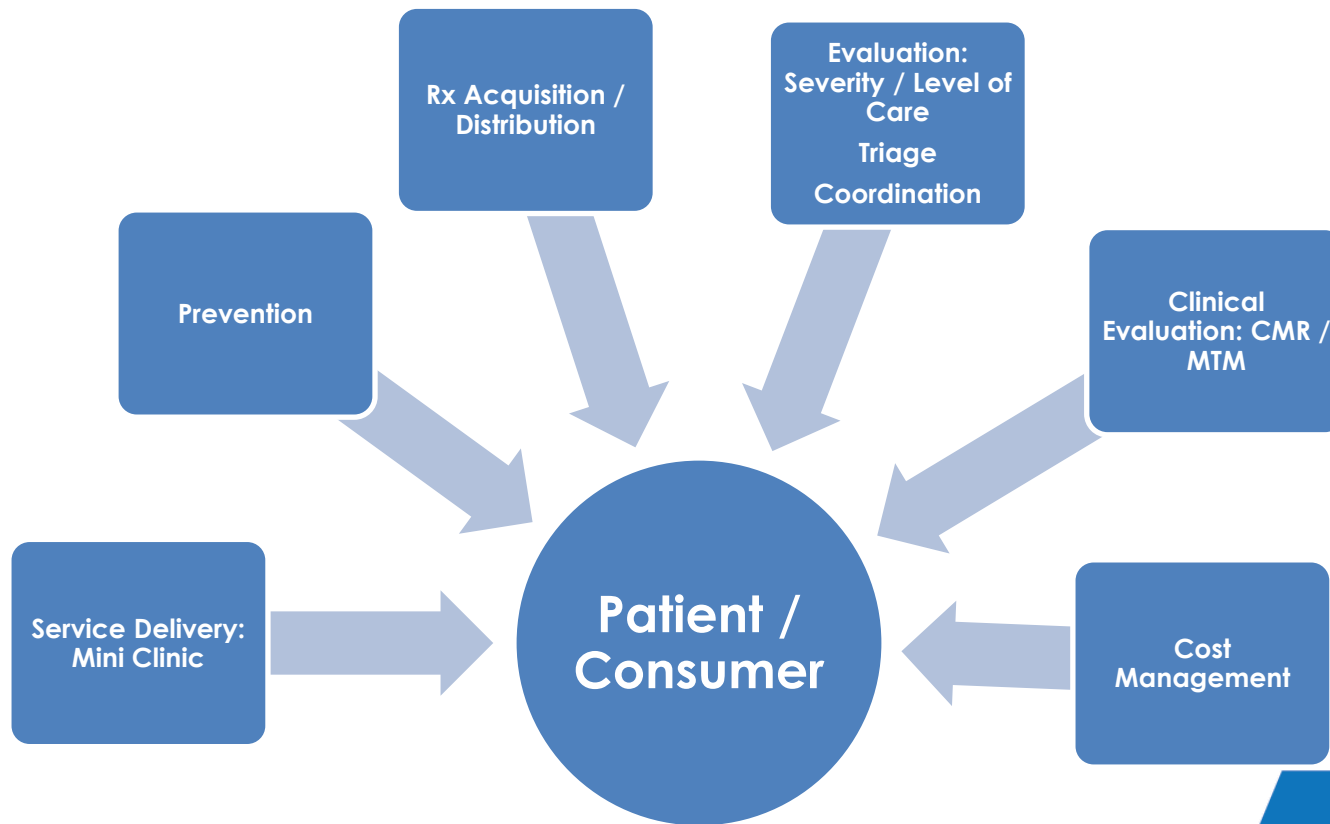 Rx Acquisition /
Distribution
Evaluation:
Severity / Level of
Care
Triage
Coordination
Prevention
Clinical
Evaluation: CMR /
MTM
Service Delivery:
Mini Clinic
Patient /
Consumer
Cost
Management